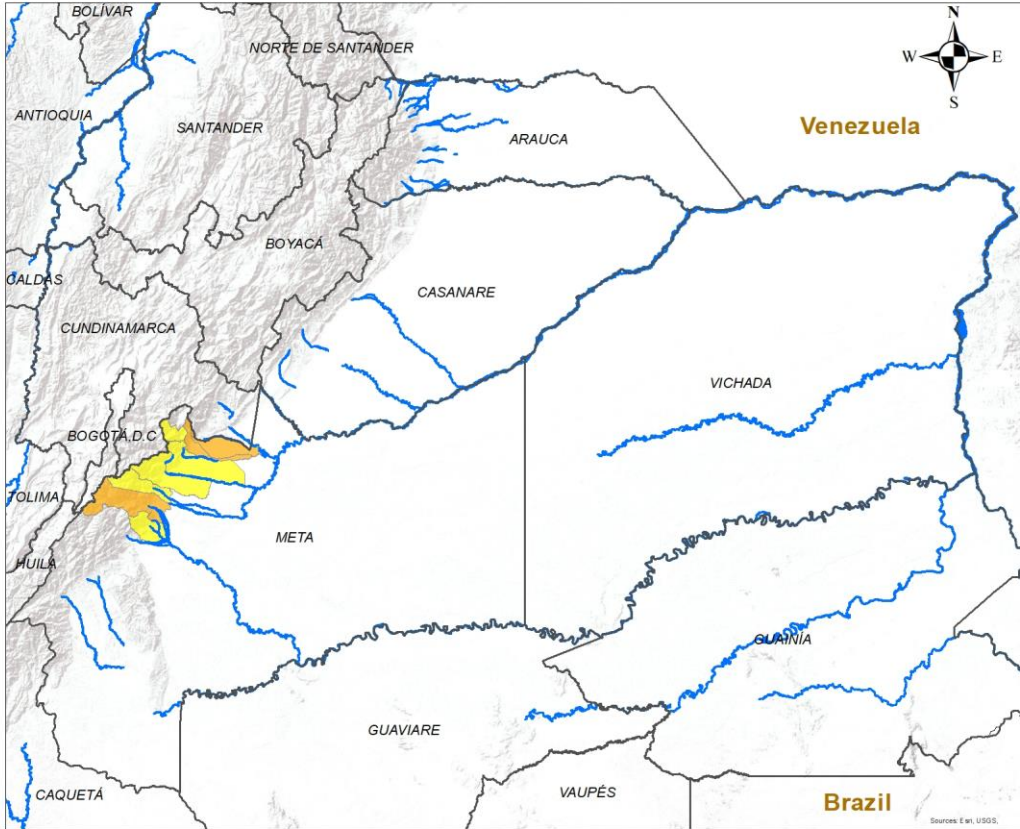 BOLÍVAR
N
NORTE DE SANTANDER
W
E
S
ANTIOQUIA
SANTANDER
ARAUCA
Venezuela
BOYACÁ
CALDAS
CASANARE
CUNDINAMARCA
VICHADA
BOGOTÁ,D.C
TOLIMA
META
HUILA
GUAINÍA
GUAVIARE
CAQUETÁ
VAUPÉS
Brazil
Sources: Esri, USGS,